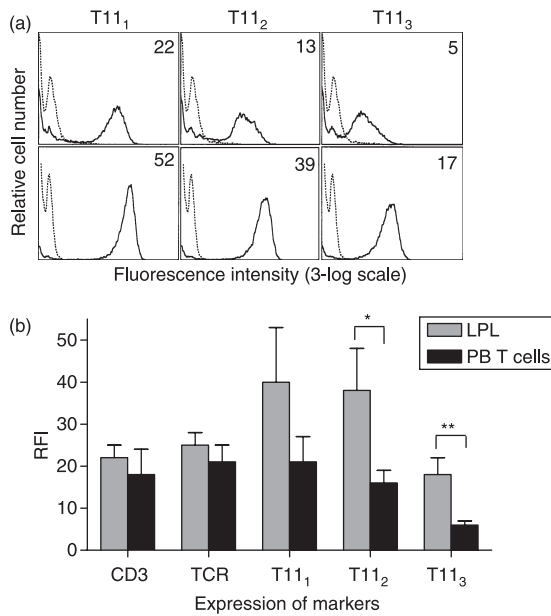 (a)
T11₁ T11₂ T11₃
22 13 5
52 39 17
Relative cell number
Fluorescence intensity (3-log scale)
(b)
* **
LPL
PB T cells
50
40
30
20
10
0
RFI
CD3 TCR T11₁ T11₂ T11₃
Expression of markers